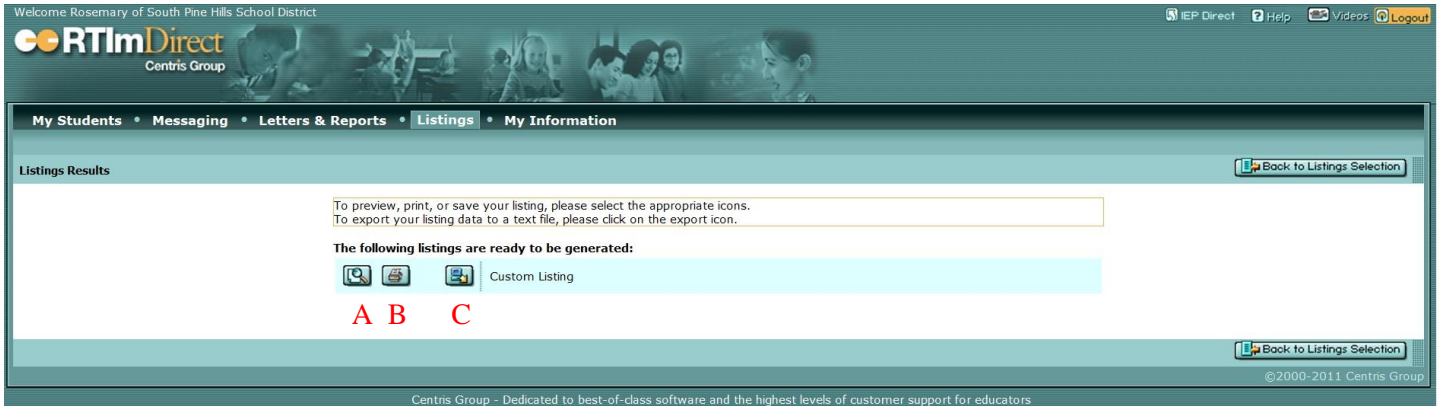 Welcome Rosemary of South Pine Hills School District
IEP Direct ? Help Videos Logout
RTImDirect
Centris Group
My Students • Messaging • Letters & Reports • Listings • My Information
Listings Results
Back to Listings Selection
To preview, print, or save your listing, please select the appropriate icons.
To export your listing data to a text file, please click on the export icon.
The following listings are ready to be generated:
Custom Listing
A B C
Back to Listings Selection
©2000-2011 Centris Group
Centris Group - Dedicated to best-of-class software and the highest levels of customer support for educators